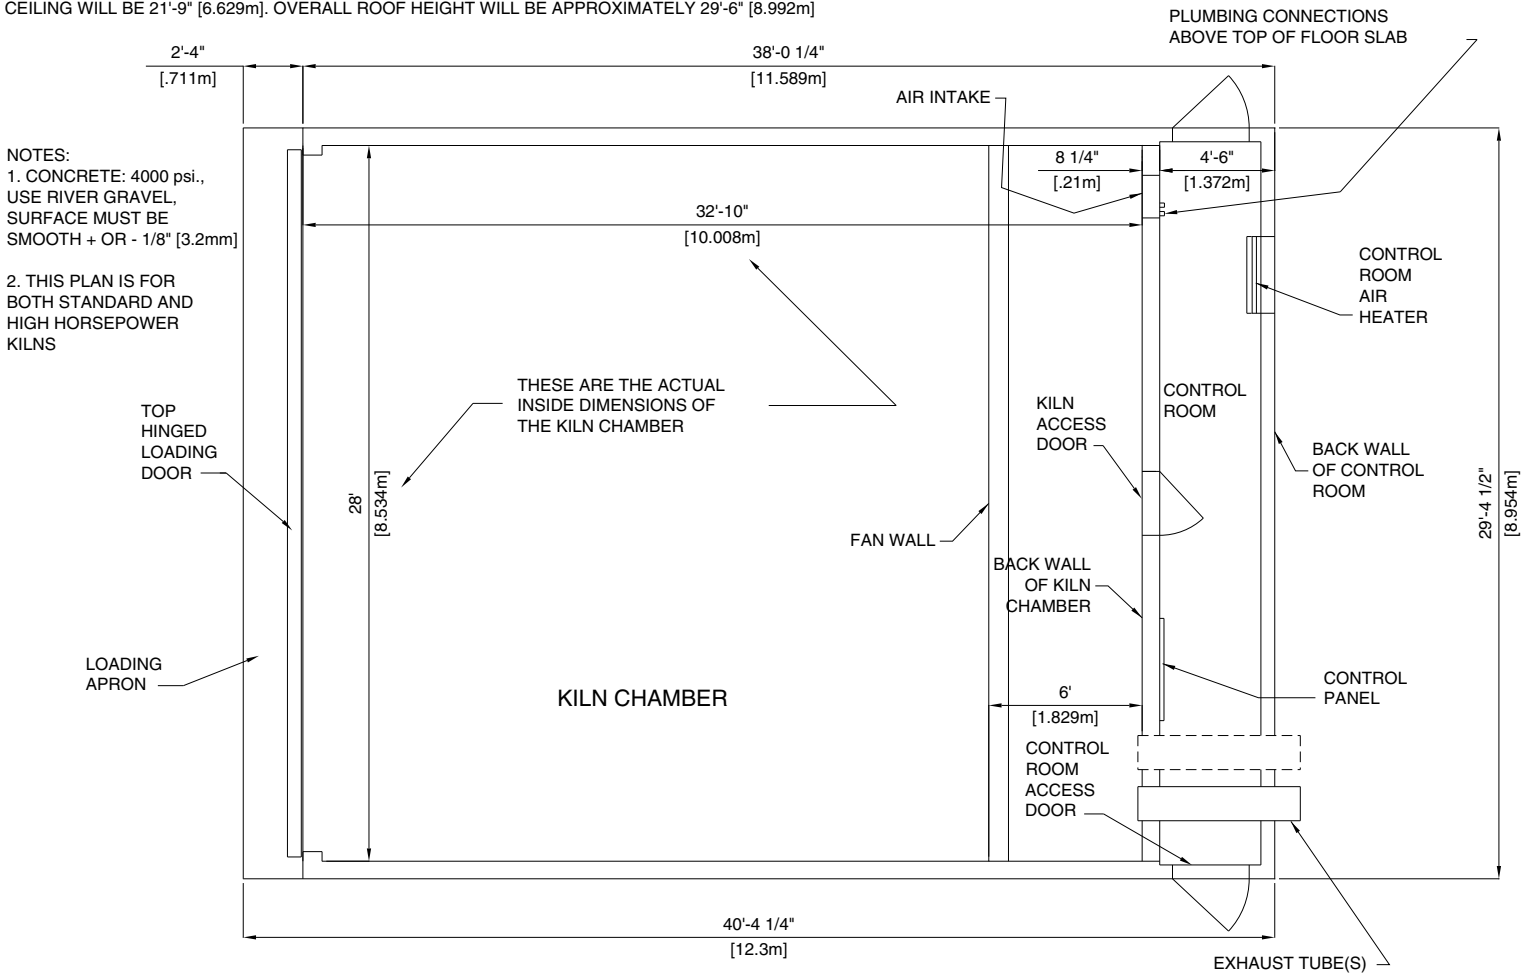 CEILING WILL BE 21'-9" [6.629m]. OVERALL ROOF HEIGHT WILL BE APPROXIMATELY 29'-6" [8.992m]
PLUMBING CONNECTIONS
ABOVE TOP OF FLOOR SLAB
2'-4"
[.711m]
38'-0 1/4"
[11.589m]
AIR INTAKE
NOTES:
1. CONCRETE: 4000 psi.,
USE RIVER GRAVEL,
SURFACE MUST BE
SMOOTH + OR - 1/8" [3.2mm]
2. THIS PLAN IS FOR
BOTH STANDARD AND
HIGH HORSEPOWER
KILNS
8 1/4"
[.21m]
4'-6"
[1.372m]
32'-10"
[10.008m]
CONTROL
ROOM
AIR
HEATER
THESE ARE THE ACTUAL
INSIDE DIMENSIONS OF
THE KILN CHAMBER
TOP
HINGED
LOADING
DOOR
KILN
ACCESS
DOOR
CONTROL
ROOM
BACK WALL
OF CONTROL
ROOM
28'
[8.534m]
29'-4 1/2"
[8.954m]
FAN WALL
BACK WALL
OF KILN
CHAMBER
LOADING
APRON
KILN CHAMBER
6'
[1.829m]
CONTROL
PANEL
CONTROL
ROOM
ACCESS
DOOR
40'-4 1/4"
[12.3m]
EXHAUST TUBE(S)